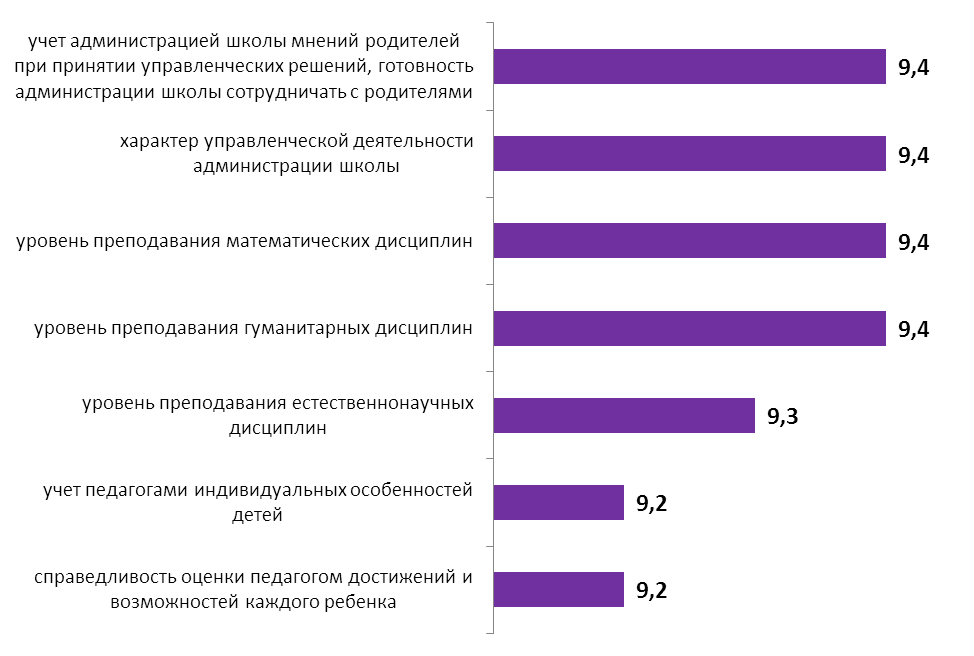 учет администрацией школы мнений родителей
при принятии управленческих решений, готовность
администрации школы сотрудничать с родителями
9,4
характер управленческой деятельности
администрации школы
9,4
уровень преподавания математических дисциплин
9,4
уровень преподавания гуманитарных дисциплин
9,4
уровень преподавания естественнонаучных
дисциплин
9,3
учет педагогами индивидуальных особенностей
детей
9,2
справедливость оценки педагогом достижений и
возможностей каждого ребенка
9,2